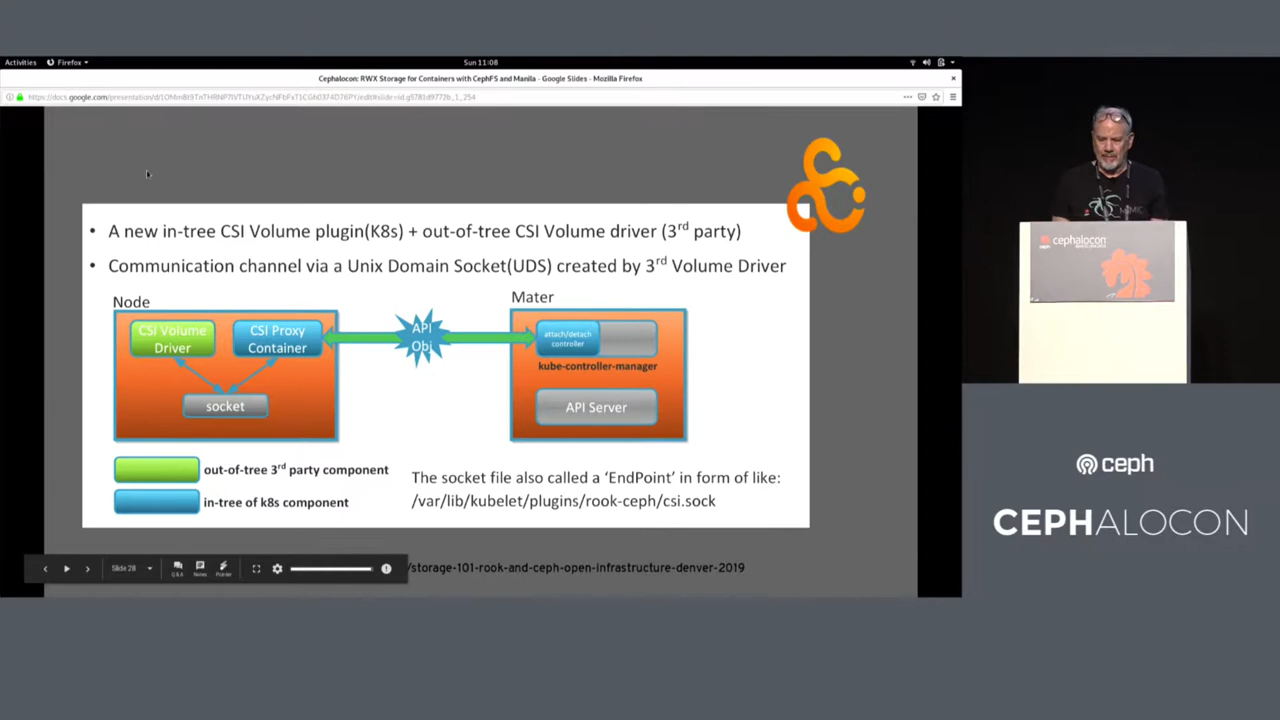 Activities
Firefox
Sun 11:08
Cephalocon: RWX Storage for Containers with CephFS and Manila - Google Slides - Mozilla Firefox
• A new in-tree CSI Volume plugin(K8s) + out-of-tree CSI Volume driver (3rd party)
• Communication channel via a Unix Domain Socket(UDS) created by 3rd Volume Driver
Node
Mater
CSI Volume
Driver
CSI Proxy
Container
API
Obj
attach/detach
controller
kube-controller-manager
socket
API Server
out-of-tree 3rd party component
in-tree of k8s component
The socket file also called a ‘EndPoint’ in form of like:
/var/lib/kubelet/plugins/rook-ceph/csi.sock
Slide 28
Q&A
Notes
Pointer
/storage-101-rook-and-ceph-open-infrastructure-denver-2019
MIMIC
ceph
cephalocon
ceph
CEPHALOCON